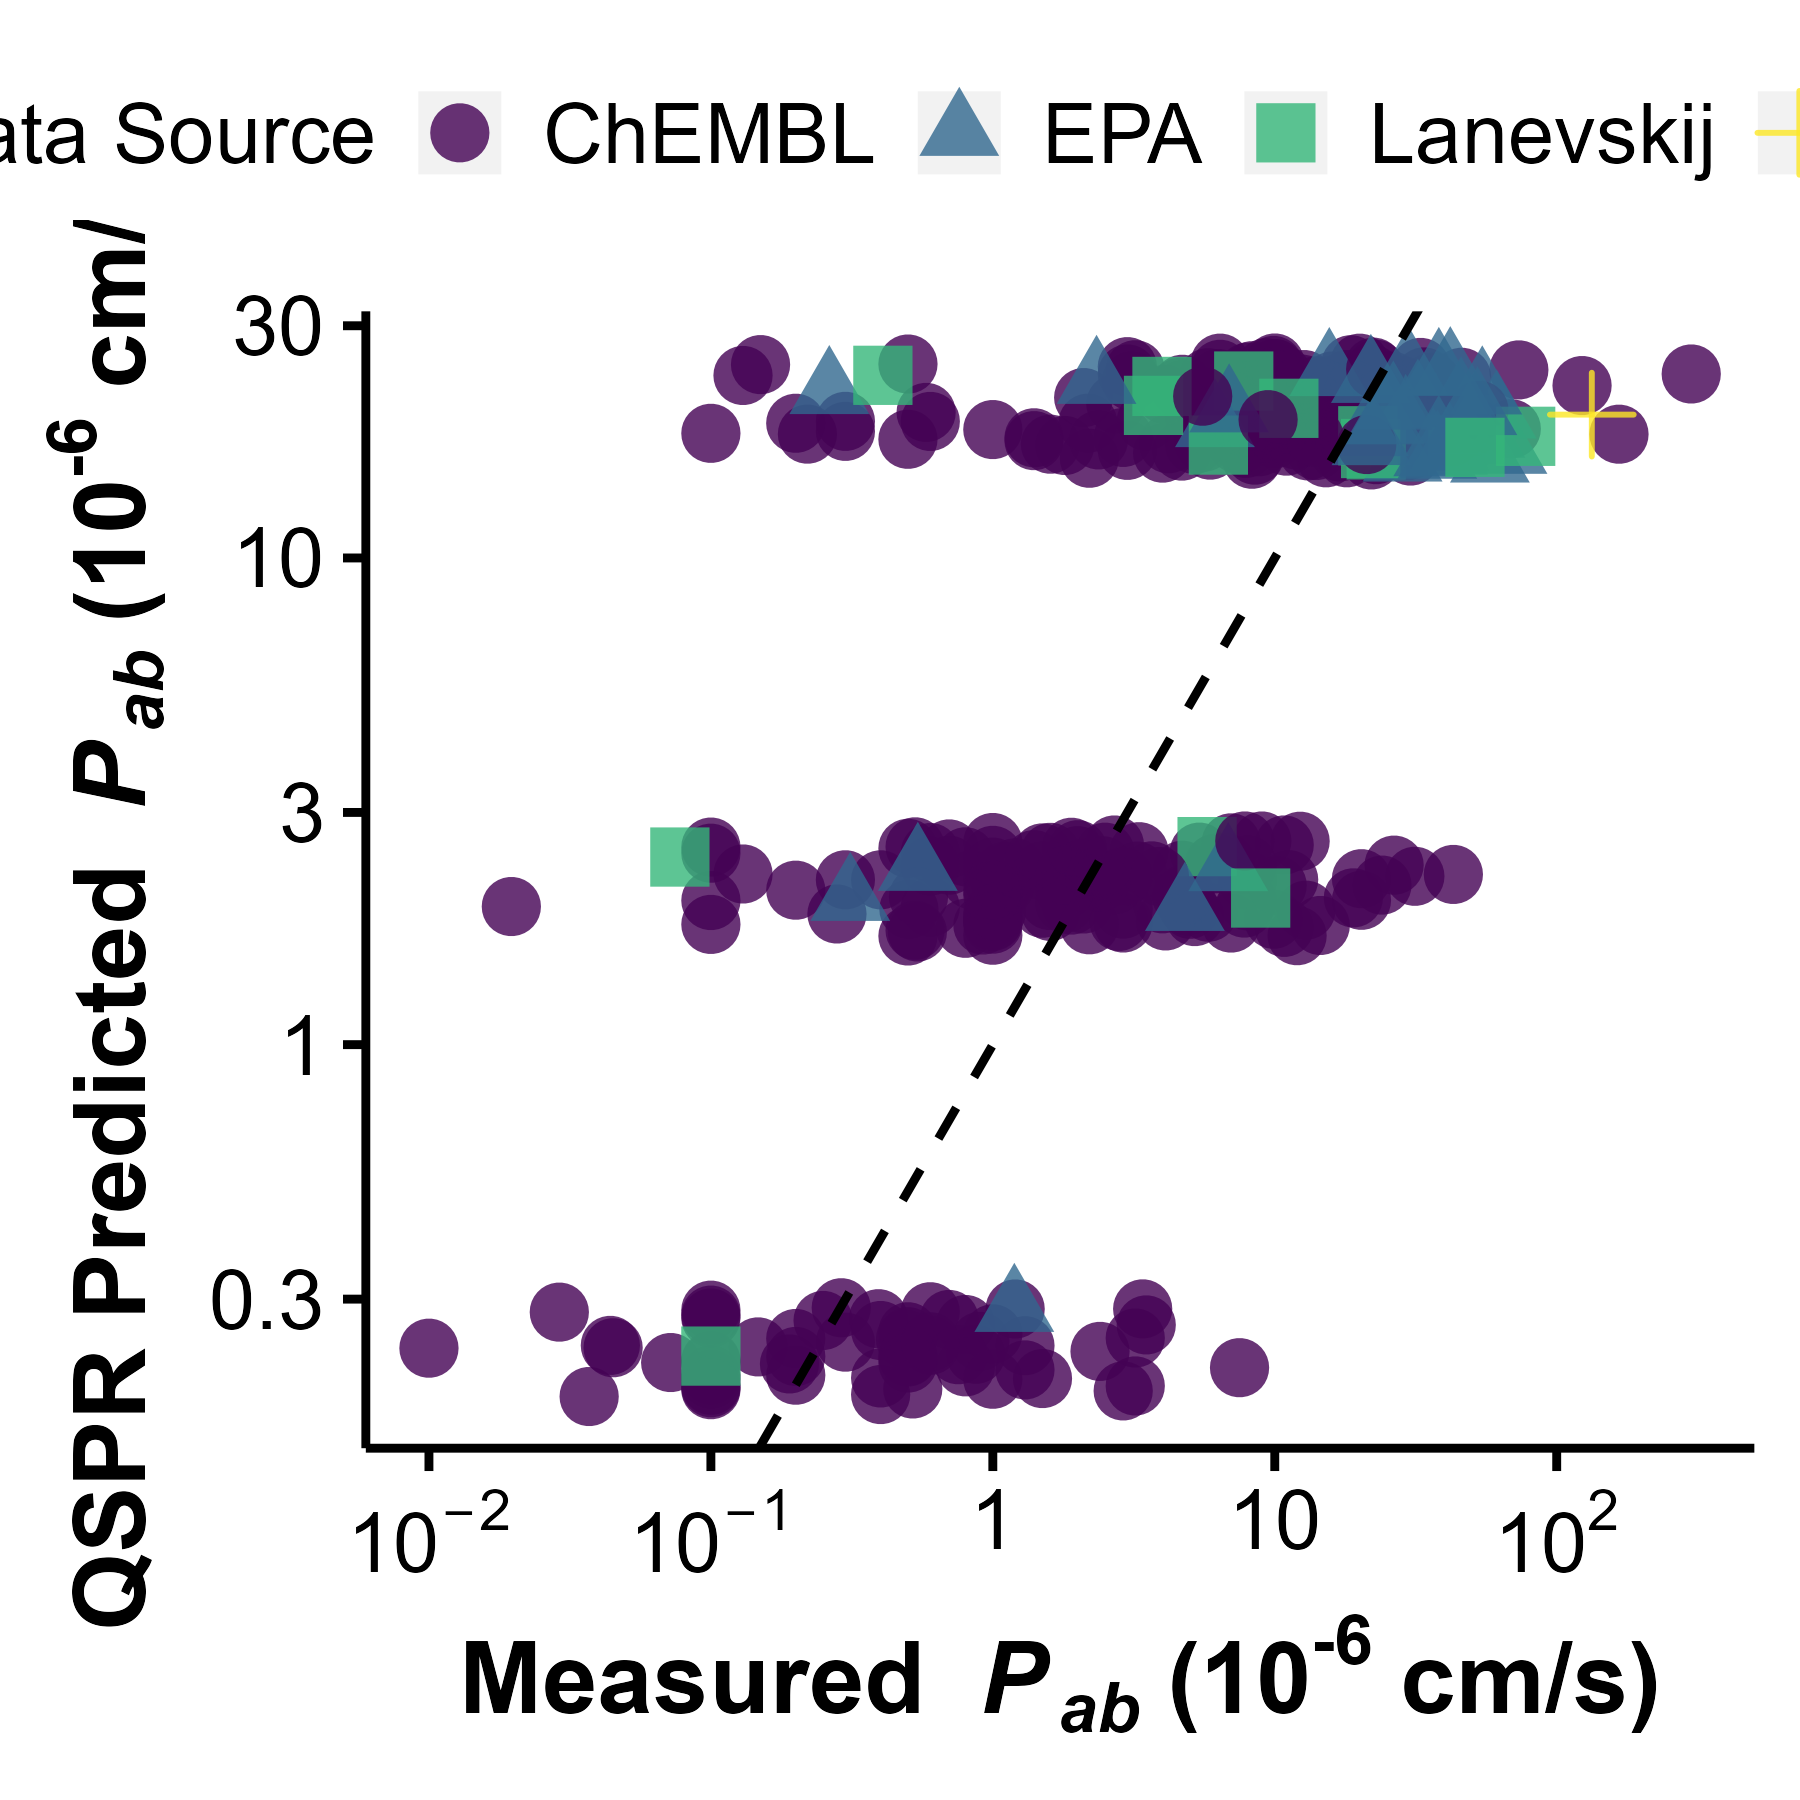 ata Source ChEMBL EPA Lanevskij
QSPR Predicted P_ab (10^-6 cm/
30
10
3
1
0.3
10^−2 10^−1 1 10 10^2
Measured P_ab (10^-6 cm/s)